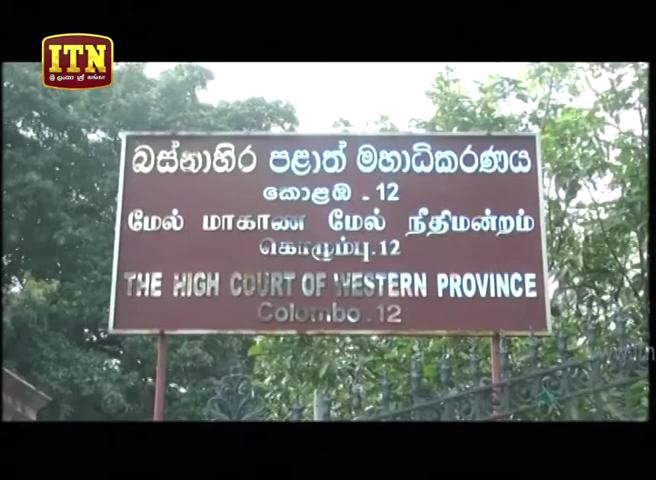 ITN
බස්නාහිර පළාත් මහාධිකරණය
කොළඹ - 12
மேல் மாகாண மேல் நீதிமன்றம்
கொழும்பு.12
THE HIGH COURT OF WESTERN PROVINCE
COLOMBO - 12